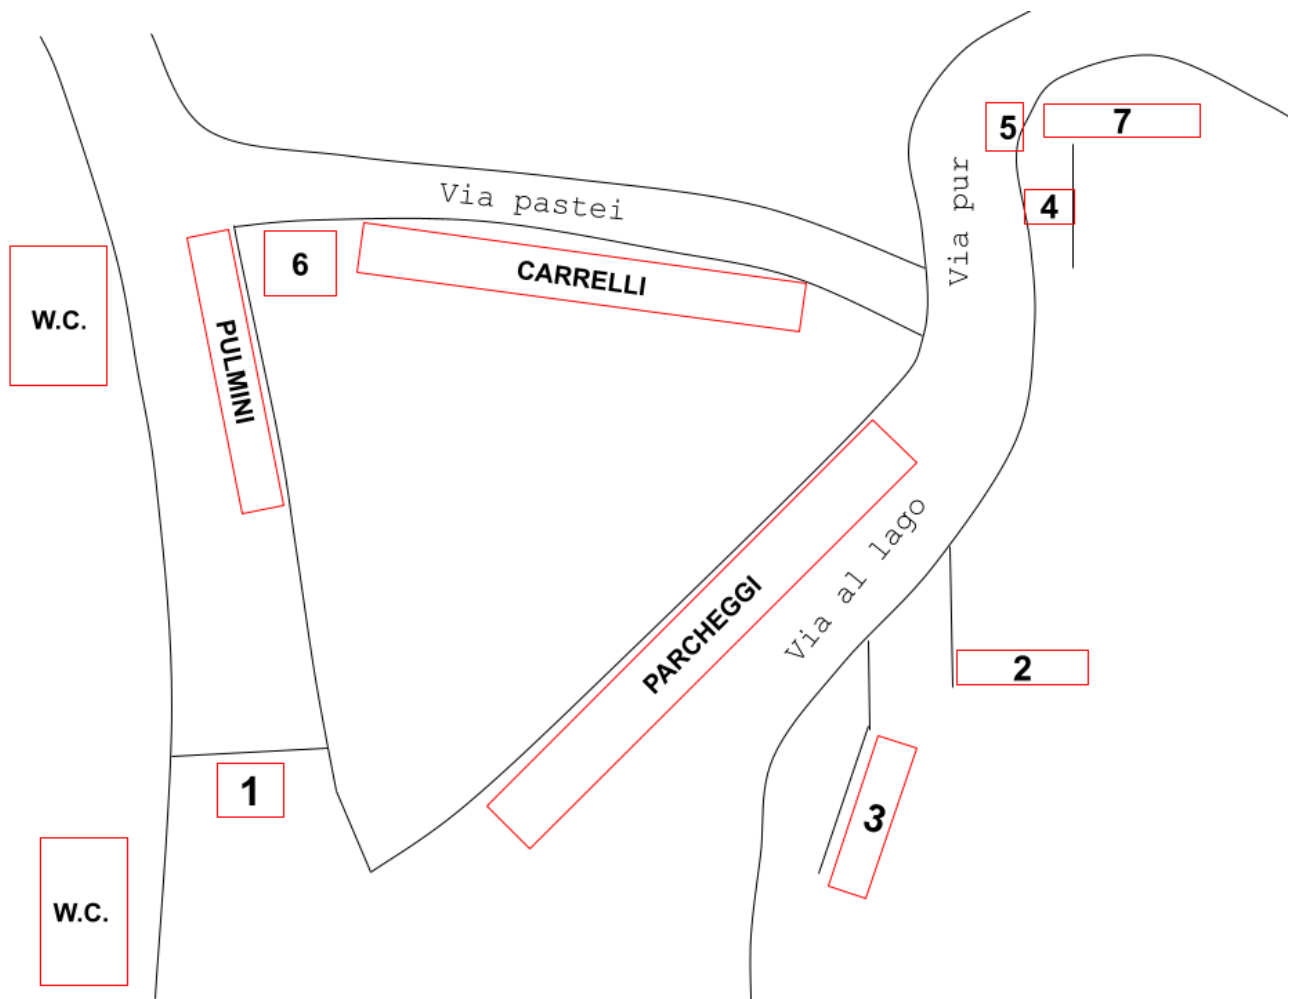 5
7
Via pur
4
Via pastei
6
CARRELLI
W.C.
PULMINI
Via al lago
PARCHEGGI
2
1
3
W.C.